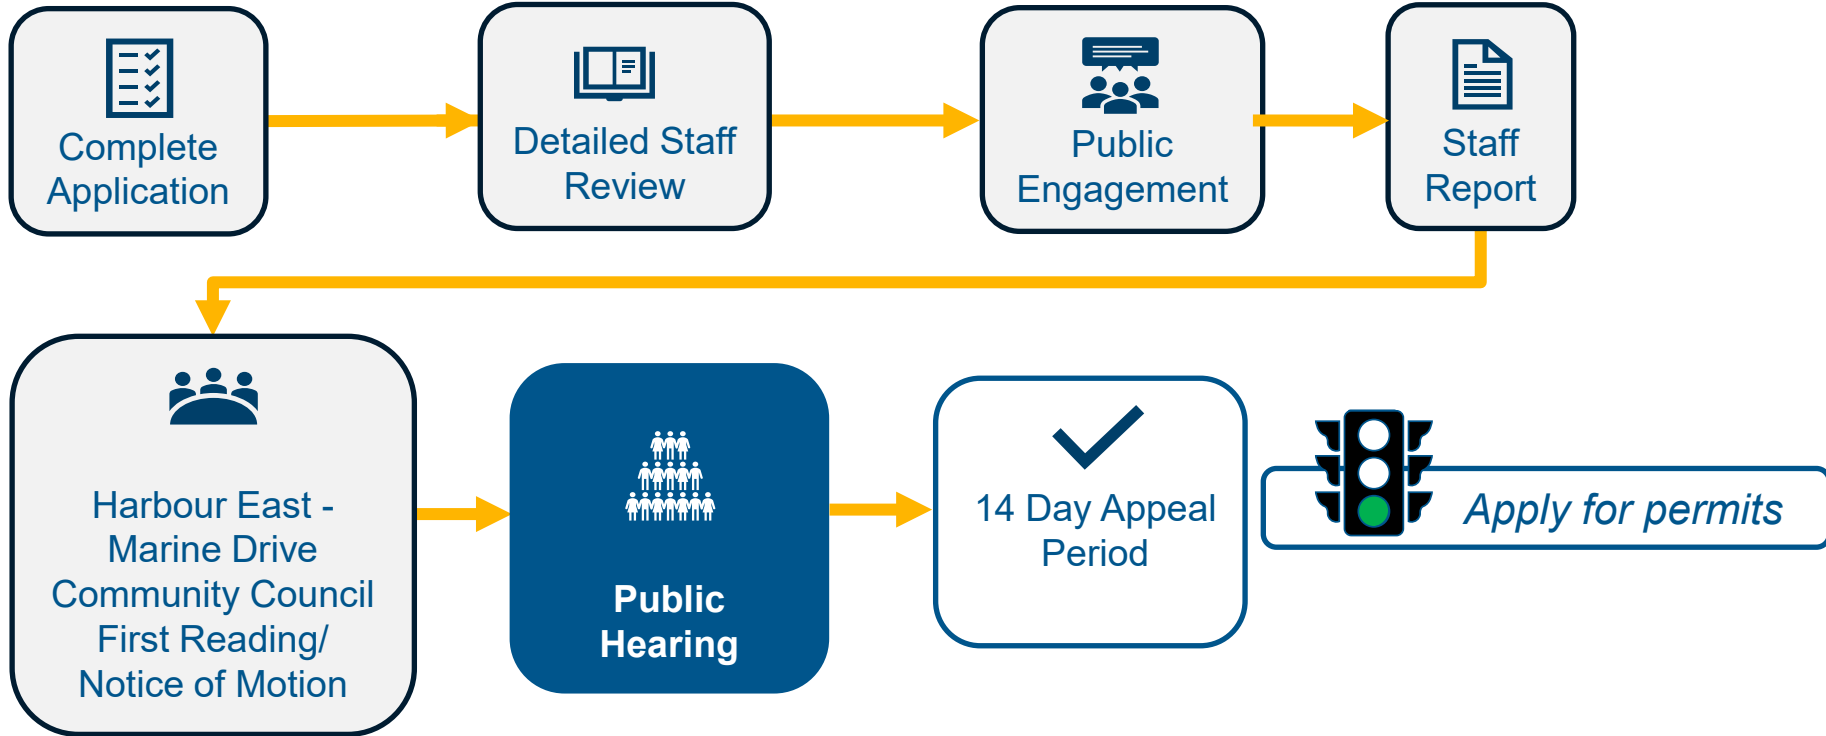 Complete
Application
Detailed Staff
Review
Public
Engagement
Staff
Report
Harbour East -
Marine Drive
Community Council
First Reading/
Notice of Motion
Public
Hearing
14 Day Appeal
Period
Apply for permits